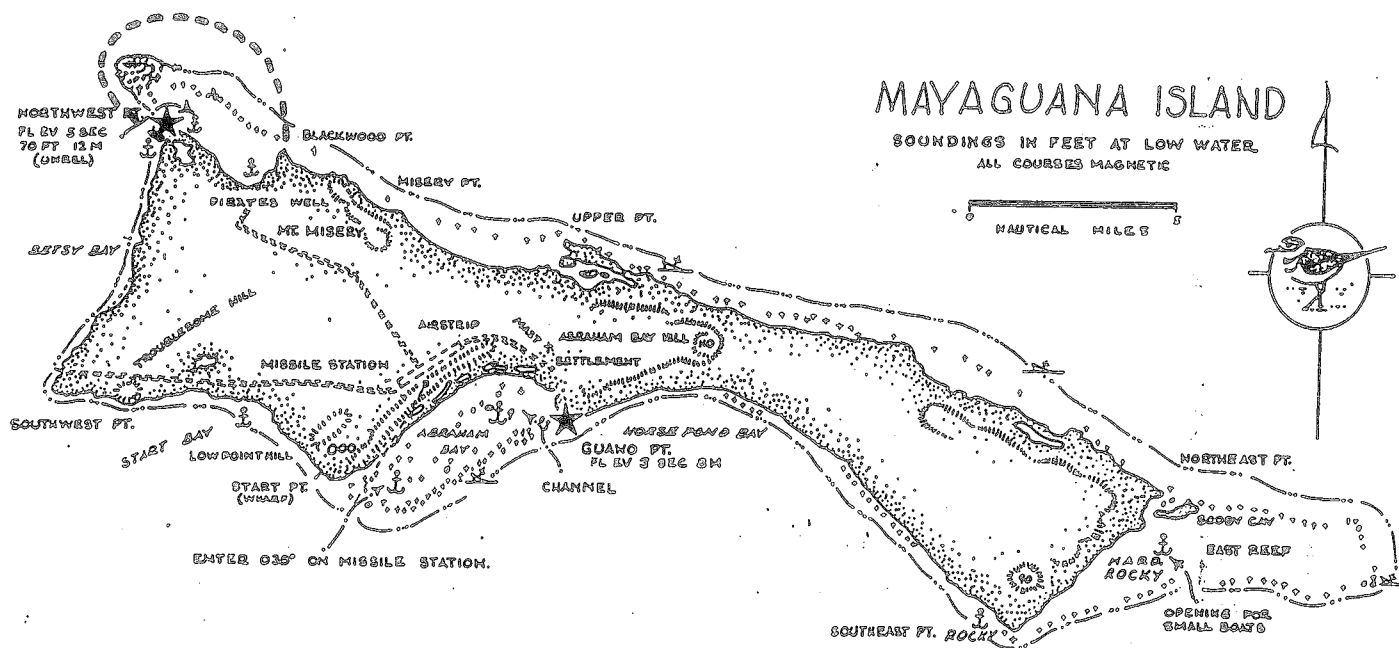 MAYAGUANA ISLAND
SOUNDINGS IN FEET AT LOW WATER
ALL COURSES MAGNETIC
0 5
NAUTICAL MILES
NORTHWEST PT.
FL EV 5 SEC
70 FT 12 M
(UNREL)
BLACKWOOD PT.
MISERY PT.
PIRATES WELL
UPPER PT.
MT. MISERY
BETSY BAY
TROUBLESOME HILL
AIRSTRIP
MAST
ABRAHAM BAY HILL
110
SETTLEMENT
MISSILE STATION
SOUTHWEST PT.
START BAY
LOW POINT HILL
ABRAHAM
BAY
HORSE POND BAY
GUANO PT.
FL EV 3 SEC 8M
START PT.
(WHARF)
CHANNEL
NORTHEAST PT.
BOOBY CAY
EAST REEF
HARD
ROCKY
ENTER 035° ON MISSILE STATION.
90
OPENING FOR
SMALL BOATS
SOUTHEAST PT.
ROCKY